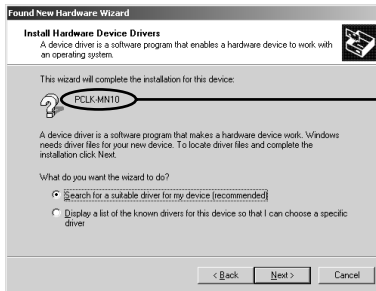 Found New Hardware Wizard
Install Hardware Device Drivers
A device driver is a software program that enables a hardware device to work with
an operating system.
This wizard will complete the installation for this device:
PCLK-MN10
A device driver is a software program that makes a hardware device work. Windows
needs driver files for your new device. To locate driver files and complete the
installation click Next.
What do you want the wizard to do?
Search for a suitable driver for my device (recommended)
Display a list of the known drivers for this device so that I can choose a specific
driver
< Back
Next >
Cancel